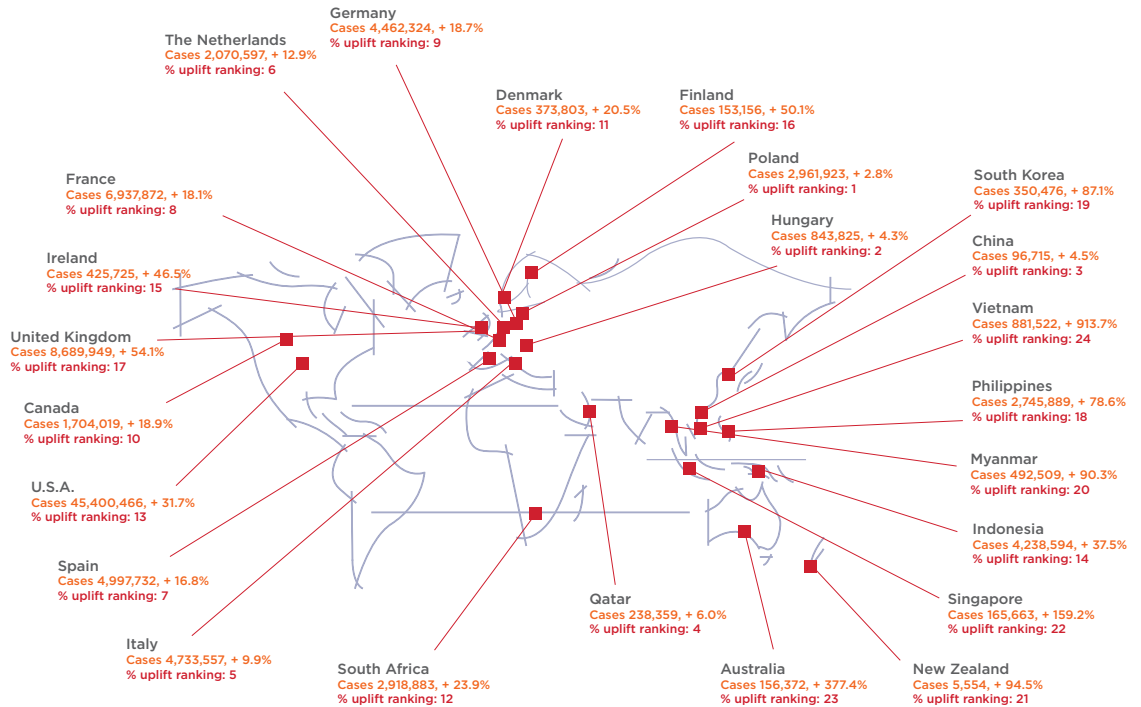 Germany
Cases 4,462,324, + 18.7%
% uplift ranking: 9
The Netherlands
Cases 2,070,597, + 12.9%
% uplift ranking: 6
Denmark
Cases 373,803, + 20.5%
% uplift ranking: 11
Finland
Cases 153,156, + 50.1%
% uplift ranking: 16
Poland
Cases 2,961,923, + 2.8%
% uplift ranking: 1
South Korea
Cases 350,476, + 87.1%
% uplift ranking: 19
France
Cases 6,937,872, + 18.1%
% uplift ranking: 8
Hungary
Cases 843,825, + 4.3%
% uplift ranking: 2
China
Cases 96,715, + 4.5%
% uplift ranking: 3
Ireland
Cases 425,725, + 46.5%
% uplift ranking: 15
Vietnam
Cases 881,522, + 913.7%
% uplift ranking: 24
United Kingdom
Cases 8,689,949, + 54.1%
% uplift ranking: 17
Philippines
Cases 2,745,889, + 78.6%
% uplift ranking: 18
Canada
Cases 1,704,019, + 18.9%
% uplift ranking: 10
Myanmar
Cases 492,509, + 90.3%
% uplift ranking: 20
U.S.A.
Cases 45,400,466, + 31.7%
% uplift ranking: 13
Indonesia
Cases 4,238,594, + 37.5%
% uplift ranking: 14
Spain
Cases 4,997,732, + 16.8%
% uplift ranking: 7
Qatar
Cases 238,359, + 6.0%
% uplift ranking: 4
Singapore
Cases 165,663, + 159.2%
% uplift ranking: 22
Italy
Cases 4,733,557, + 9.9%
% uplift ranking: 5
South Africa
Cases 2,918,883, + 23.9%
% uplift ranking: 12
Australia
Cases 156,372, + 377.4%
% uplift ranking: 23
New Zealand
Cases 5,554, + 94.5%
% uplift ranking: 21